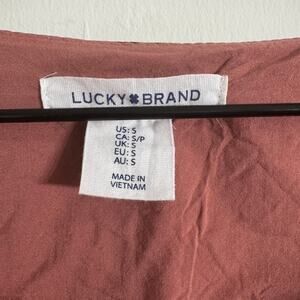 LUCKY BRAND
US: S
CA: S/P
UK: S
EU: S
AU: S
MADE IN
VIETNAM